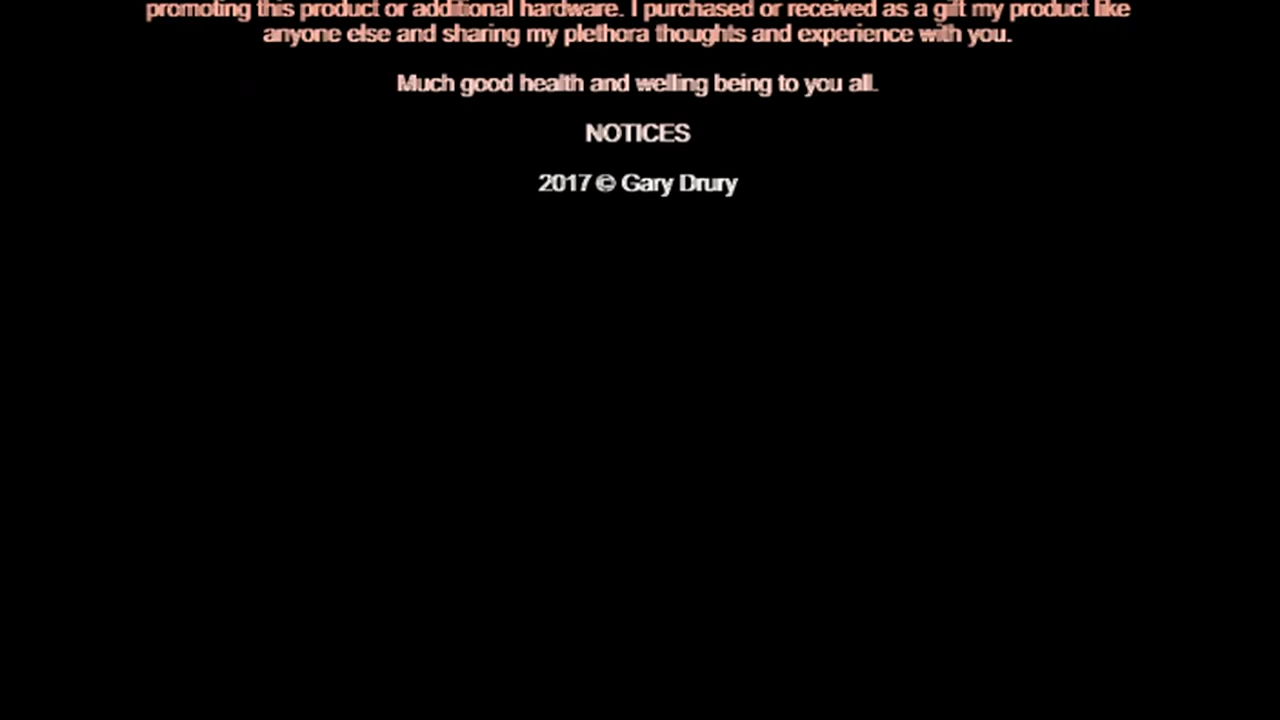 promoting this product or additional hardware. I purchased or received as a gift my product like
anyone else and sharing my plethora thoughts and experience with you.
Much good health and welling being to you all.
NOTICES
2017 © Gary Drury